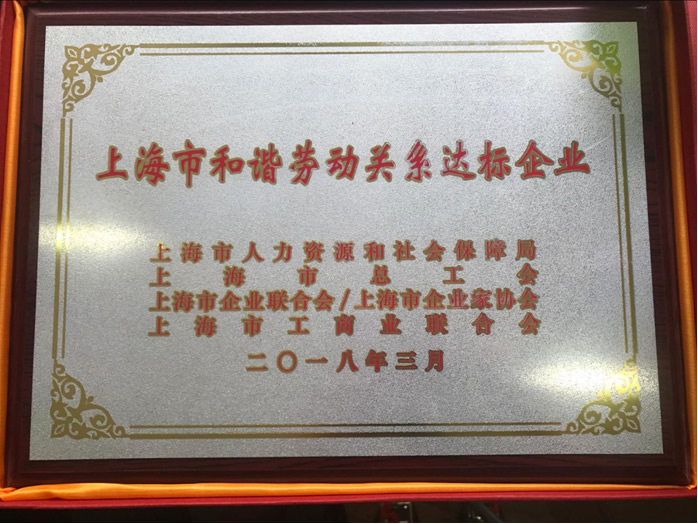 上海市和谐劳动关系达标企业
上海市人力资源和社会保障局
上海市总工会
上海市企业联合会/上海市企业家协会
上海市工商业联合会
二〇一八年三月